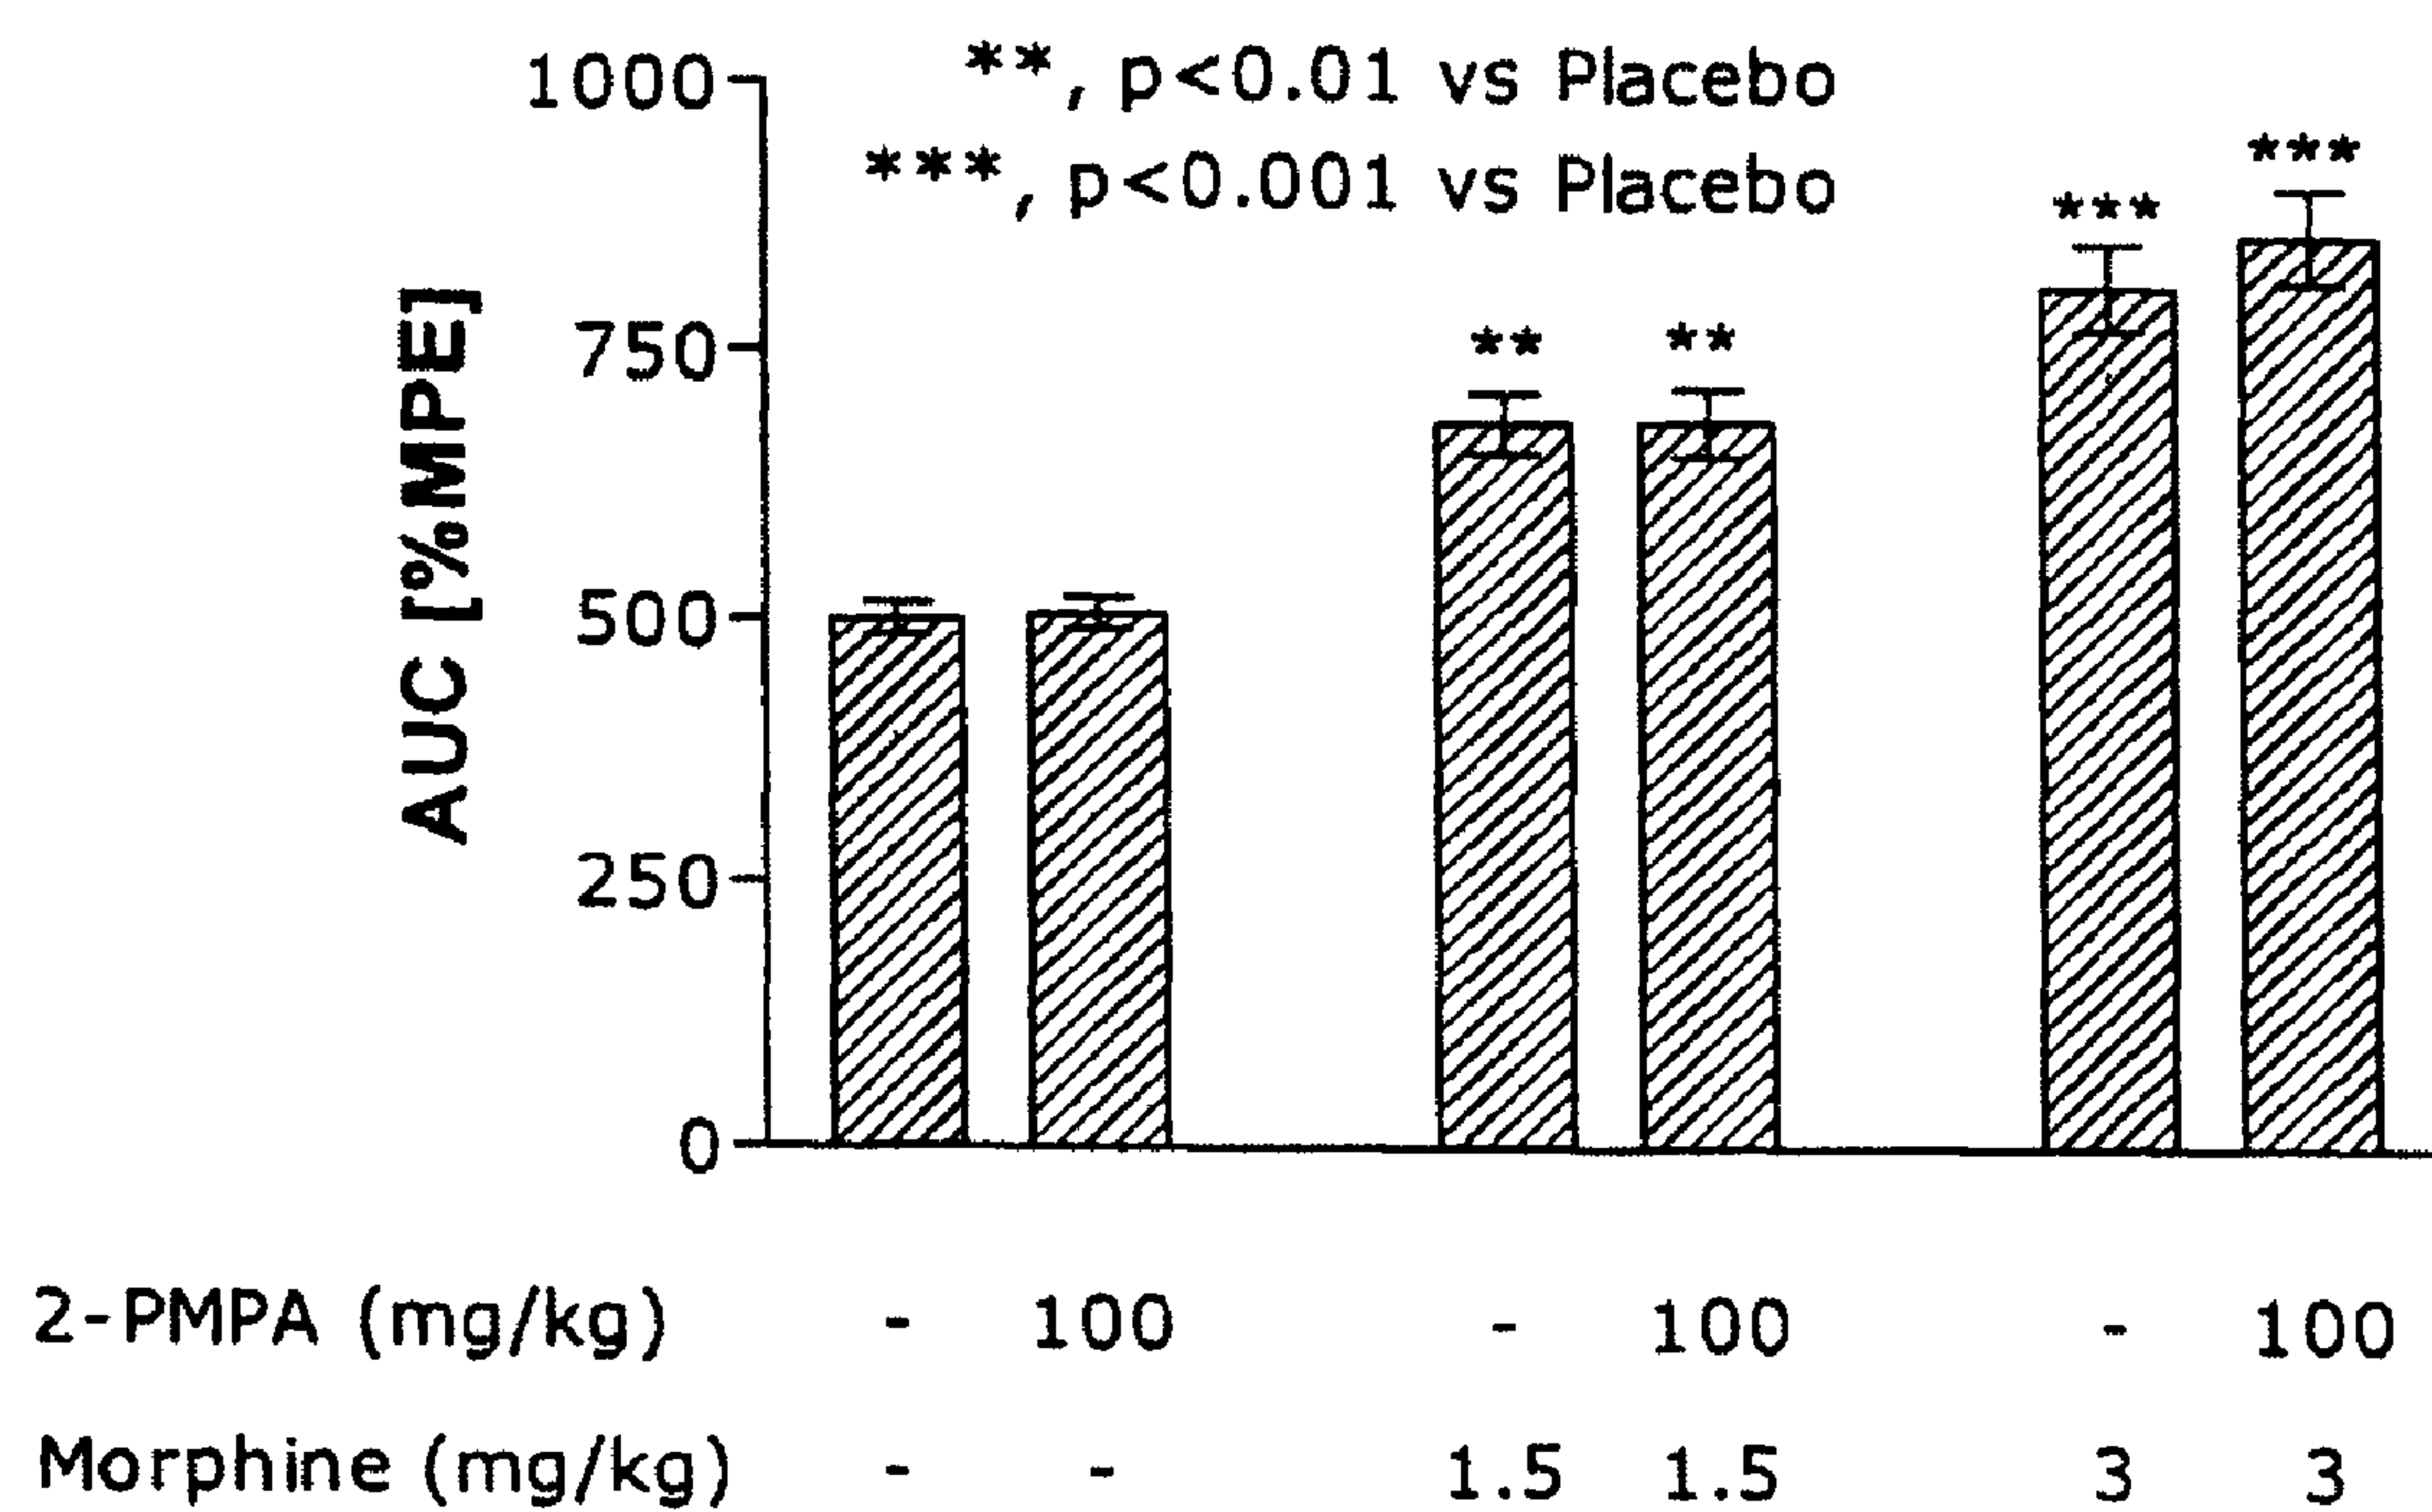 **, p<0.01 vs Placebo
***, p<0.001 vs Placebo
AUC [%MPE]
1000
750
500
250
0
** ** *** ***
2-PMPA (mg/kg) - 100 - 100 - 100
Morphine (mg/kg) - - 1.5 1.5 3 3